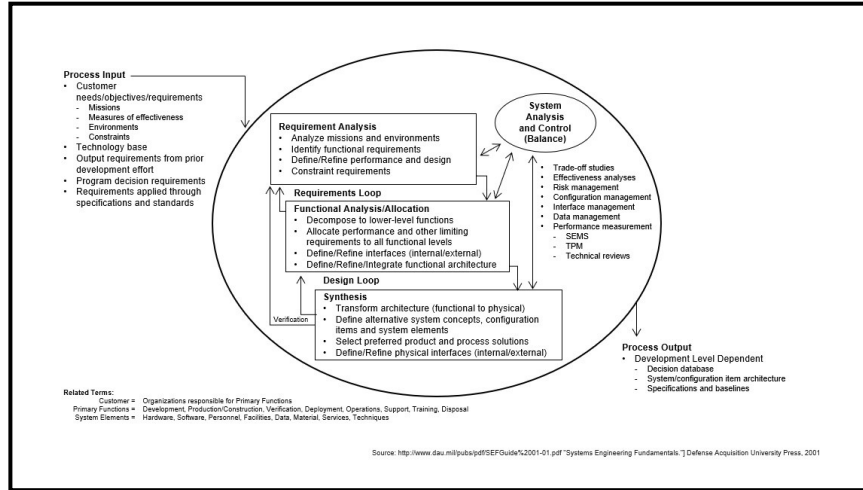 Process Input
• Customer
needs/objectives/requirements
- Missions
- Measures of effectiveness
- Environments
- Constraints
• Technology base
• Output requirements from prior
development effort
• Program decision requirements
• Requirements applied through
specifications and standards
Requirement Analysis
• Analyze missions and environments
• Identify functional requirements
• Define/Refine performance and design
• Constraint requirements
System
Analysis
and Control
(Balance)
• Trade-off studies
• Effectiveness analyses
• Risk management
• Configuration management
• Interface management
• Data management
• Performance measurement
- SEMS
- TPM
- Technical reviews
Requirements Loop
Functional Analysis/Allocation
• Decompose to lower-level functions
• Allocate performance and other limiting
requirements to all functional levels
• Define/Refine interfaces (internal/external)
• Define/Refine/Integrate functional architecture
Design Loop
Synthesis
• Transform architecture (functional to physical)
• Define alternative system concepts, configuration
items and system elements
• Select preferred product and process solutions
• Define/Refine physical interfaces (internal/external)
Verification
Process Output
• Development Level Dependent
- Decision database
- System/configuration item architecture
- Specifications and baselines
Related Terms:
Customer = Organizations responsible for Primary Functions
Primary Functions = Development, Production/Construction, Verification, Deployment, Operations, Support, Training, Disposal
System Elements = Hardware, Software, Personnel, Facilities, Data, Material, Services, Techniques
Source: http://www.dau.mil/pubs/pdf/SEFGuide%2001-01.pdf "Systems Engineering Fundamentals."] Defense Acquisition University Press, 2001